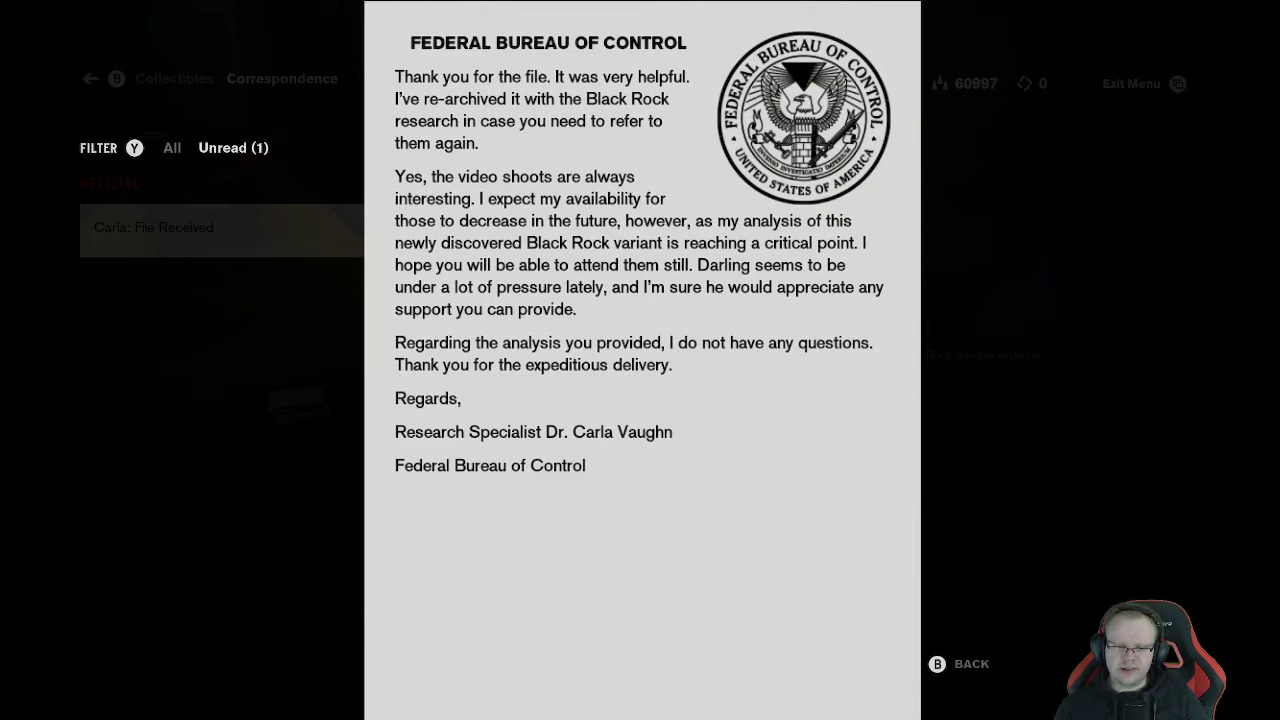 FEDERAL BUREAU OF CONTROL
Thank you for the file. It was very helpful.
I've re-archived it with the Black Rock
research in case you need to refer to
them again.
Yes, the video shoots are always
interesting. I expect my availability for
those to decrease in the future, however, as my analysis of this
newly discovered Black Rock variant is reaching a critical point. I
hope you will be able to attend them still. Darling seems to be
under a lot of pressure lately, and I'm sure he would appreciate any
support you can provide.
Regarding the analysis you provided, I do not have any questions.
Thank you for the expeditious delivery.
Regards,
Research Specialist Dr. Carla Vaughn
Federal Bureau of Control
FEDERAL BUREAU OF CONTROL
UNITED STATES OF AMERICA
INVENIO INVESTIGATIO IMPERIUM
B Collectibles Correspondence
60997 0 Exit Menu
FILTER Y All Unread (1)
OFFICIAL
Carla: File Received
Rock Sample Analysis
B BACK